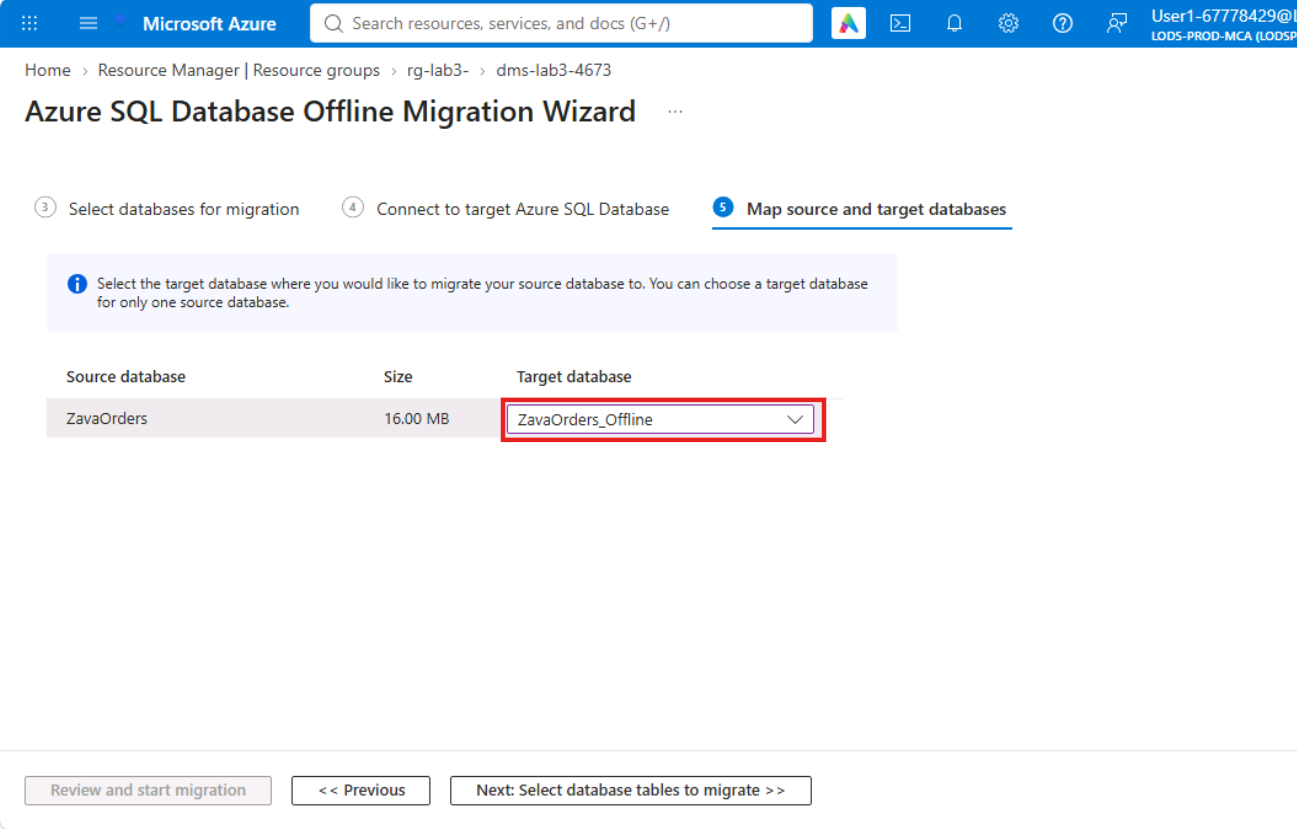 Microsoft Azure
Search resources, services, and docs (G+/)
User1-67778429@
LODS-PROD-MCA (LODSP
Home > Resource Manager | Resource groups > rg-lab3- > dms-lab3-4673
Azure SQL Database Offline Migration Wizard ...
3 Select databases for migration
4 Connect to target Azure SQL Database
5 Map source and target databases
Select the target database where you would like to migrate your source database to. You can choose a target database
for only one source database.
Source database Size Target database
ZavaOrders 16.00 MB ZavaOrders_Offline
Review and start migration << Previous Next: Select database tables to migrate >>